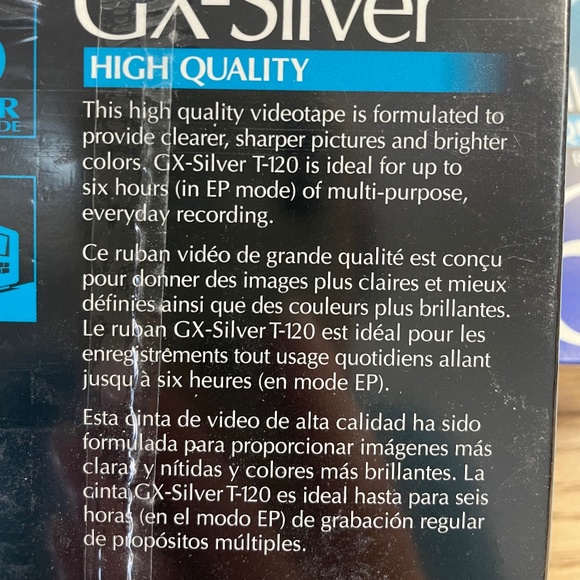 GX-Silver
HIGH QUALITY
This high quality videotape is formulated to
provide clearer, sharper pictures and brighter
colors. GX-Silver T-120 is ideal for up to
six hours (in EP mode) of multi-purpose,
everyday recording.
Ce ruban vidéo de grande qualité est conçu
pour donner des images plus claires et mieux
définies ainsi que des couleurs plus brillantes.
Le ruban GX-Silver T-120 est idéal pour les
enregistrements tout usage quotidiens allant
jusqu'à six heures (en mode EP).
Esta cinta de video de alta calidad ha sido
formulada para proporcionar imágenes más
claras y nítidas y colores más brillantes. La
cinta GX-Silver T-120 es ideal hasta para seis
horas (en el modo EP) de grabación regular
de propósitos múltiples.